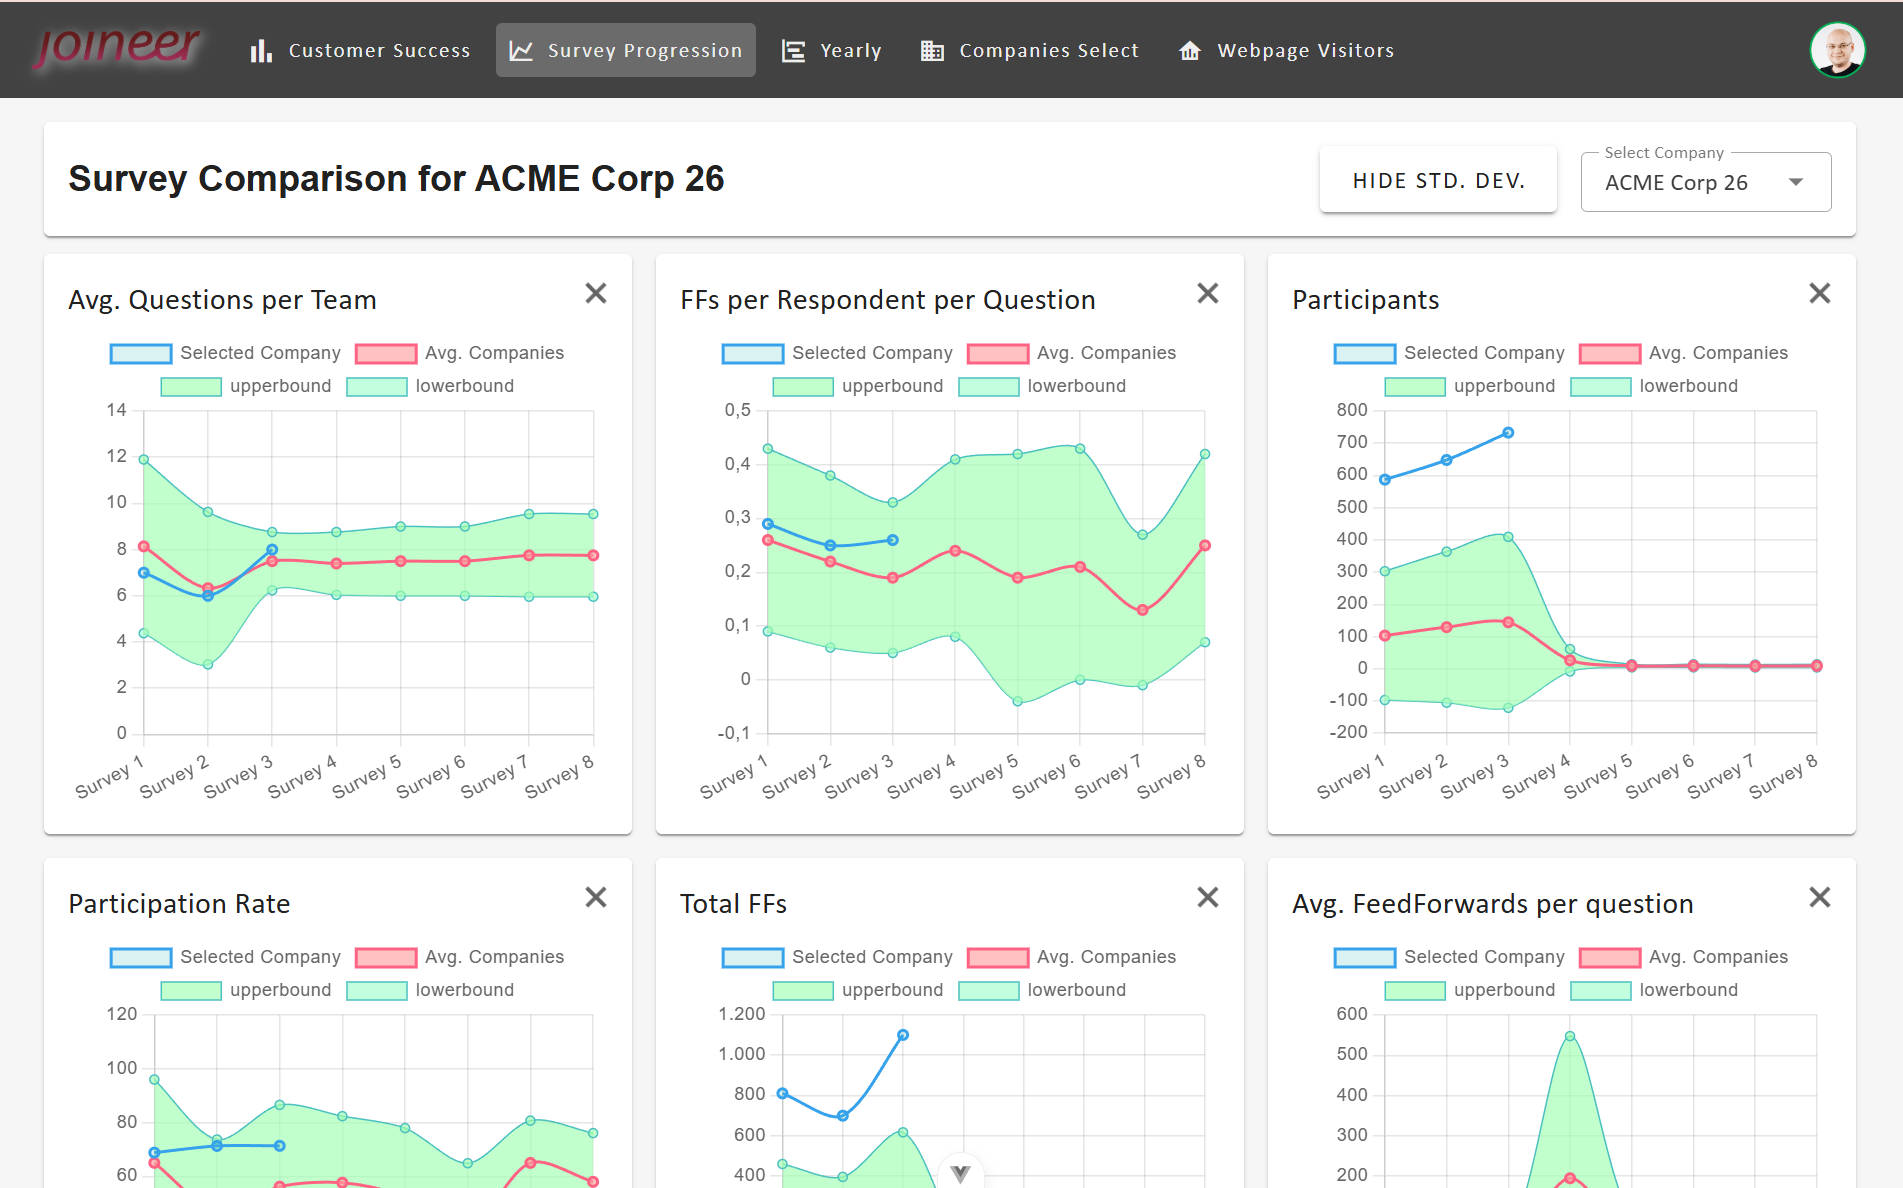 joineer
Customer Success
Survey Progression
Yearly
Companies Select
Webpage Visitors
Survey Comparison for ACME Corp 26
HIDE STD. DEV.
Select Company
ACME Corp 26
Avg. Questions per Team
Selected Company Avg. Companies
upperbound lowerbound
14
12
10
8
6
4
2
0
Survey 1 Survey 2 Survey 3 Survey 4 Survey 5 Survey 6 Survey 7 Survey 8
FFs per Respondent per Question
Selected Company Avg. Companies
upperbound lowerbound
0,5
0,4
0,3
0,2
0,1
0
-0,1
Survey 1 Survey 2 Survey 3 Survey 4 Survey 5 Survey 6 Survey 7 Survey 8
Participants
Selected Company Avg. Companies
upperbound lowerbound
800
700
600
500
400
300
200
100
0
-100
-200
Survey 1 Survey 2 Survey 3 Survey 4 Survey 5 Survey 6 Survey 7 Survey 8
Participation Rate
Selected Company Avg. Companies
upperbound lowerbound
120
100
80
60
Total FFs
Selected Company Avg. Companies
upperbound lowerbound
1.200
1.000
800
600
400
Avg. FeedForwards per question
Selected Company Avg. Companies
upperbound lowerbound
600
500
400
300
200